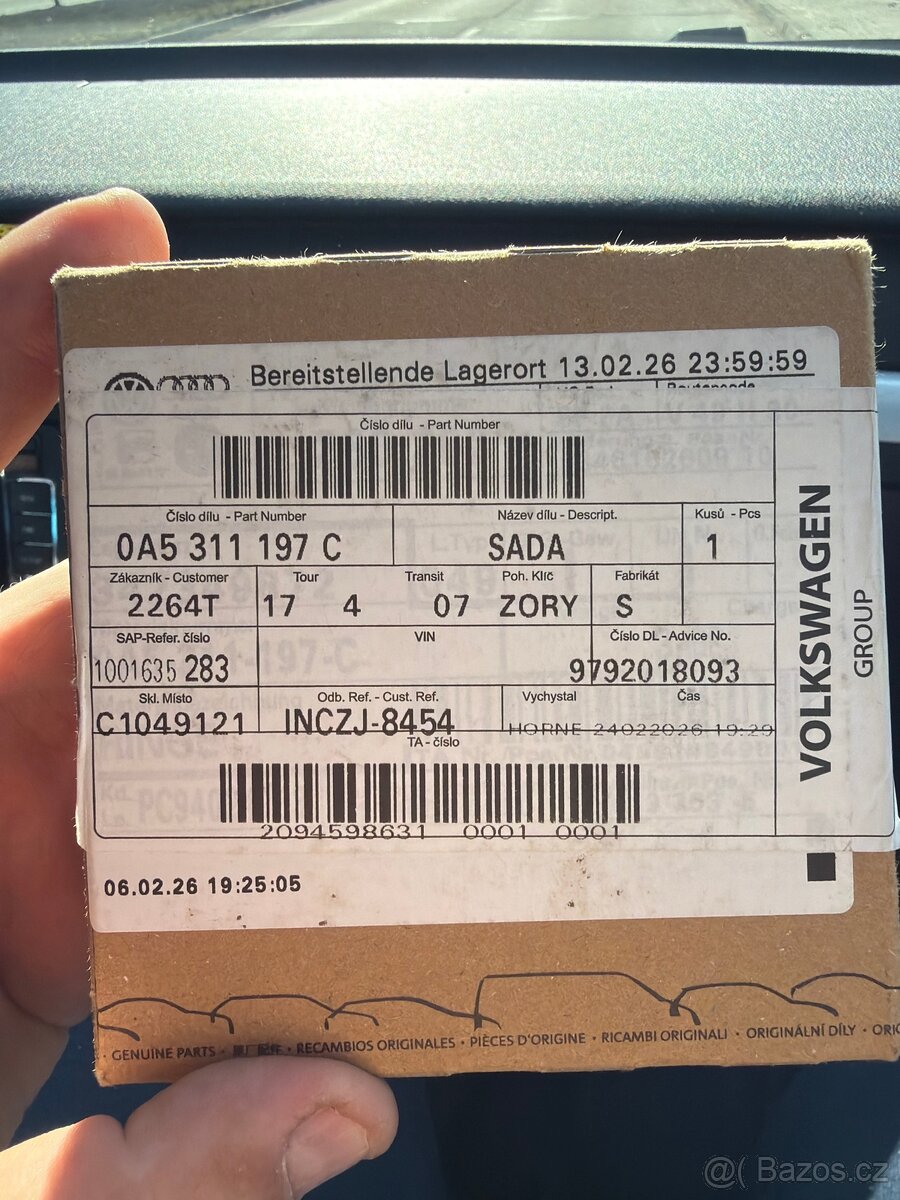 Bereitstellende Lagerort 13.02.26 23:59:59
Číslo dílu - Part Number
Číslo dílu - Part Number
Název dílu - Descript.
Kusů - Pcs
0A5 311 197 C
SADA
1
Zákazník - Customer
Tour
Transit
Poh. Klíč
Fabrikát
2264T
17 4
07 ZORY
S
SAP-Refer. číslo
VIN
Číslo DL - Advice No.
1001635 283
9792018093
Skl. Místo
Odb. Ref. - Cust. Ref.
Vychystal
Čas
C1049121
INCZJ-8454
HORNE 24022026 19:29
TA - číslo
2094598631 0001 0001
VOLKSWAGEN
GROUP
06.02.26 19:25:05
· GENUINE PARTS · RECAMBIOS ORIGINALES · PIÈCES D'ORIGINE · RICAMBI ORIGINALI · ORIGINÁLNÍ DÍLY ·
@( Bazos.cz